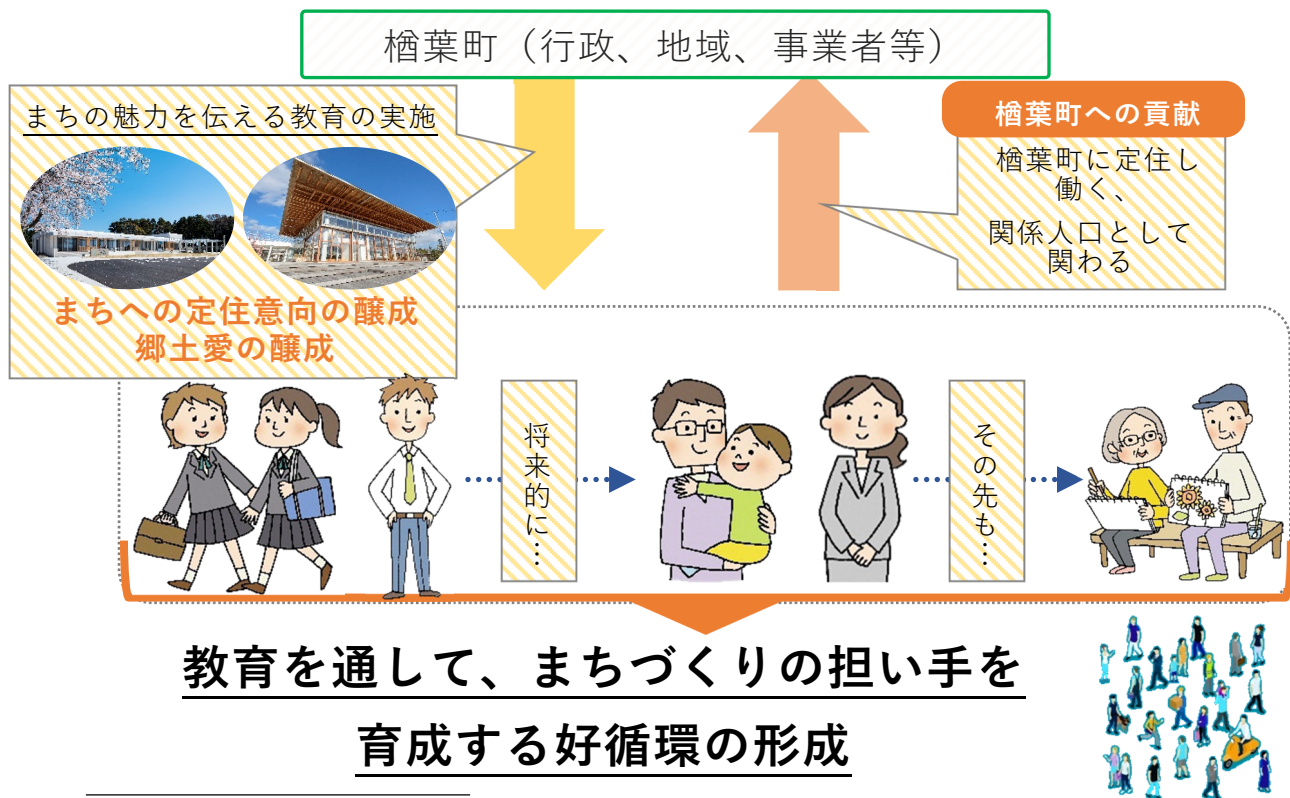 楢葉町（行政、地域、事業者等）
まちの魅力を伝える教育の実施
まちへの定住意向の醸成
郷土愛の醸成
楢葉町への貢献
楢葉町に定住し
働く、
関係人口として
関わる
将来的に…
その先も…
教育を通して、まちづくりの担い手を
育成する好循環の形成